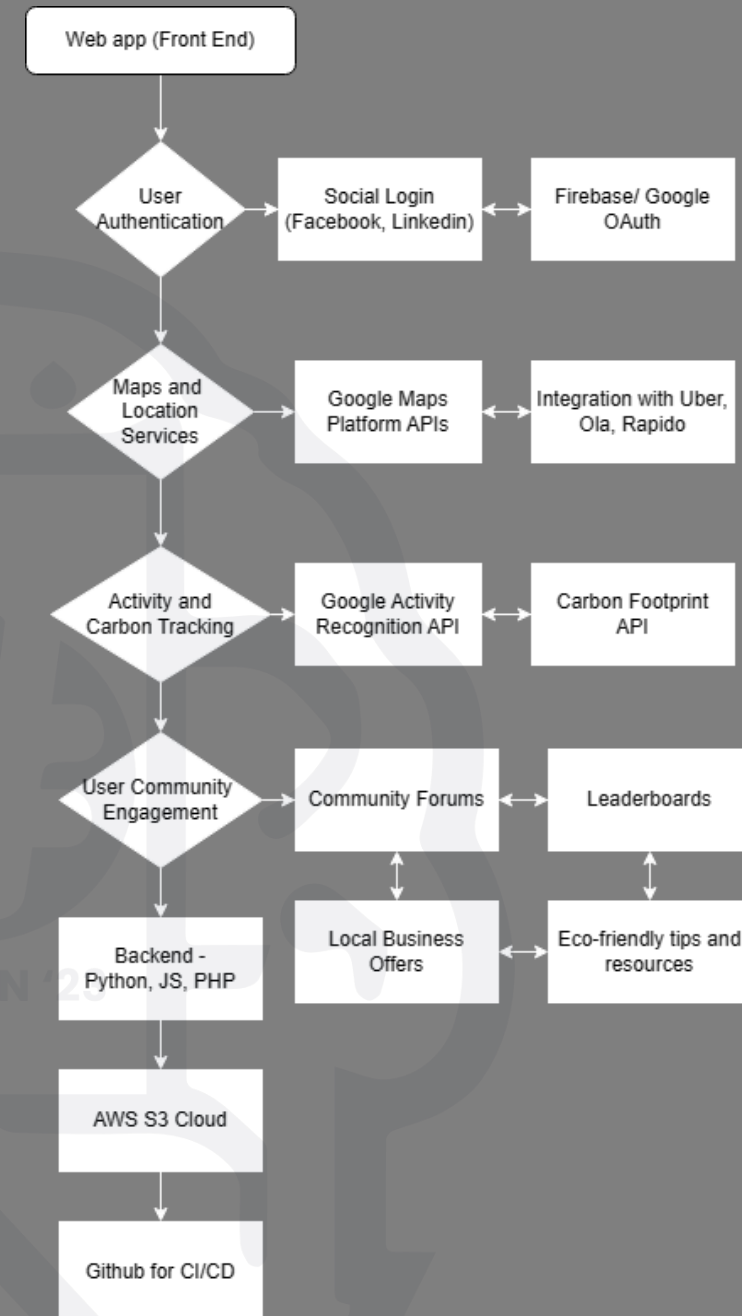 Web app (Front End)
User
Authentication
Social Login
(Facebook, Linkedin)
Firebase/ Google
OAuth
Maps and
Location
Services
Google Maps
Platform APIs
Integration with Uber,
Ola, Rapido
Activity and
Carbon Tracking
Google Activity
Recognition API
Carbon Footprint
API
User Community
Engagement
Community Forums
Leaderboards
Local Business
Offers
Eco-friendly tips and
resources
Backend -
Python, JS, PHP
N ‘23
AWS S3 Cloud
Github for CI/CD